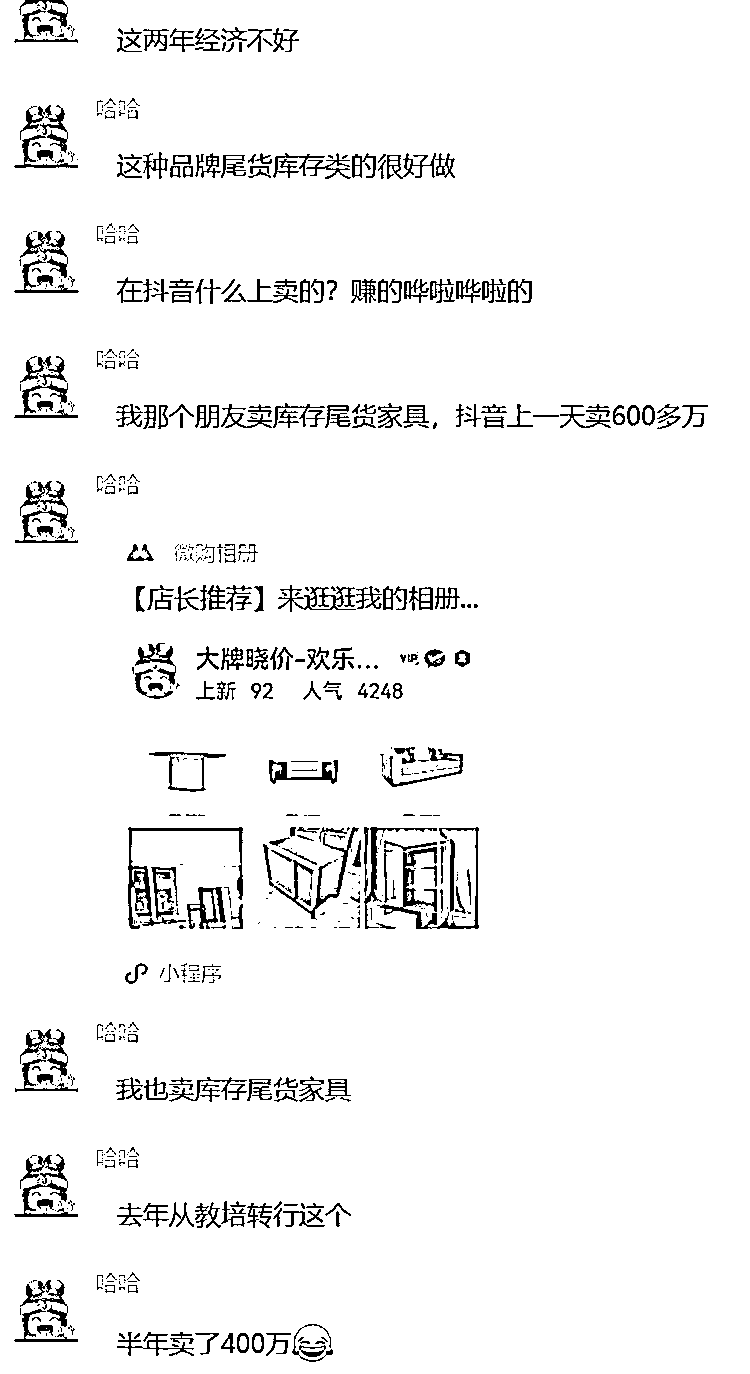 这两年经济不好
哈哈
这种品牌尾货库存类的很好做
哈哈
在抖音什么上卖的？赚的哗啦哗啦的
哈哈
我那个朋友卖库存尾货家具，抖音上一天卖600多万
哈哈
微购相册
【店长推荐】来逛逛我的相册...
大牌晓价-欢乐... VIP
上新 92 人气 4248
小程序
哈哈
我也卖库存尾货家具
哈哈
去年从教培转行这个
哈哈
半年卖了400万😂